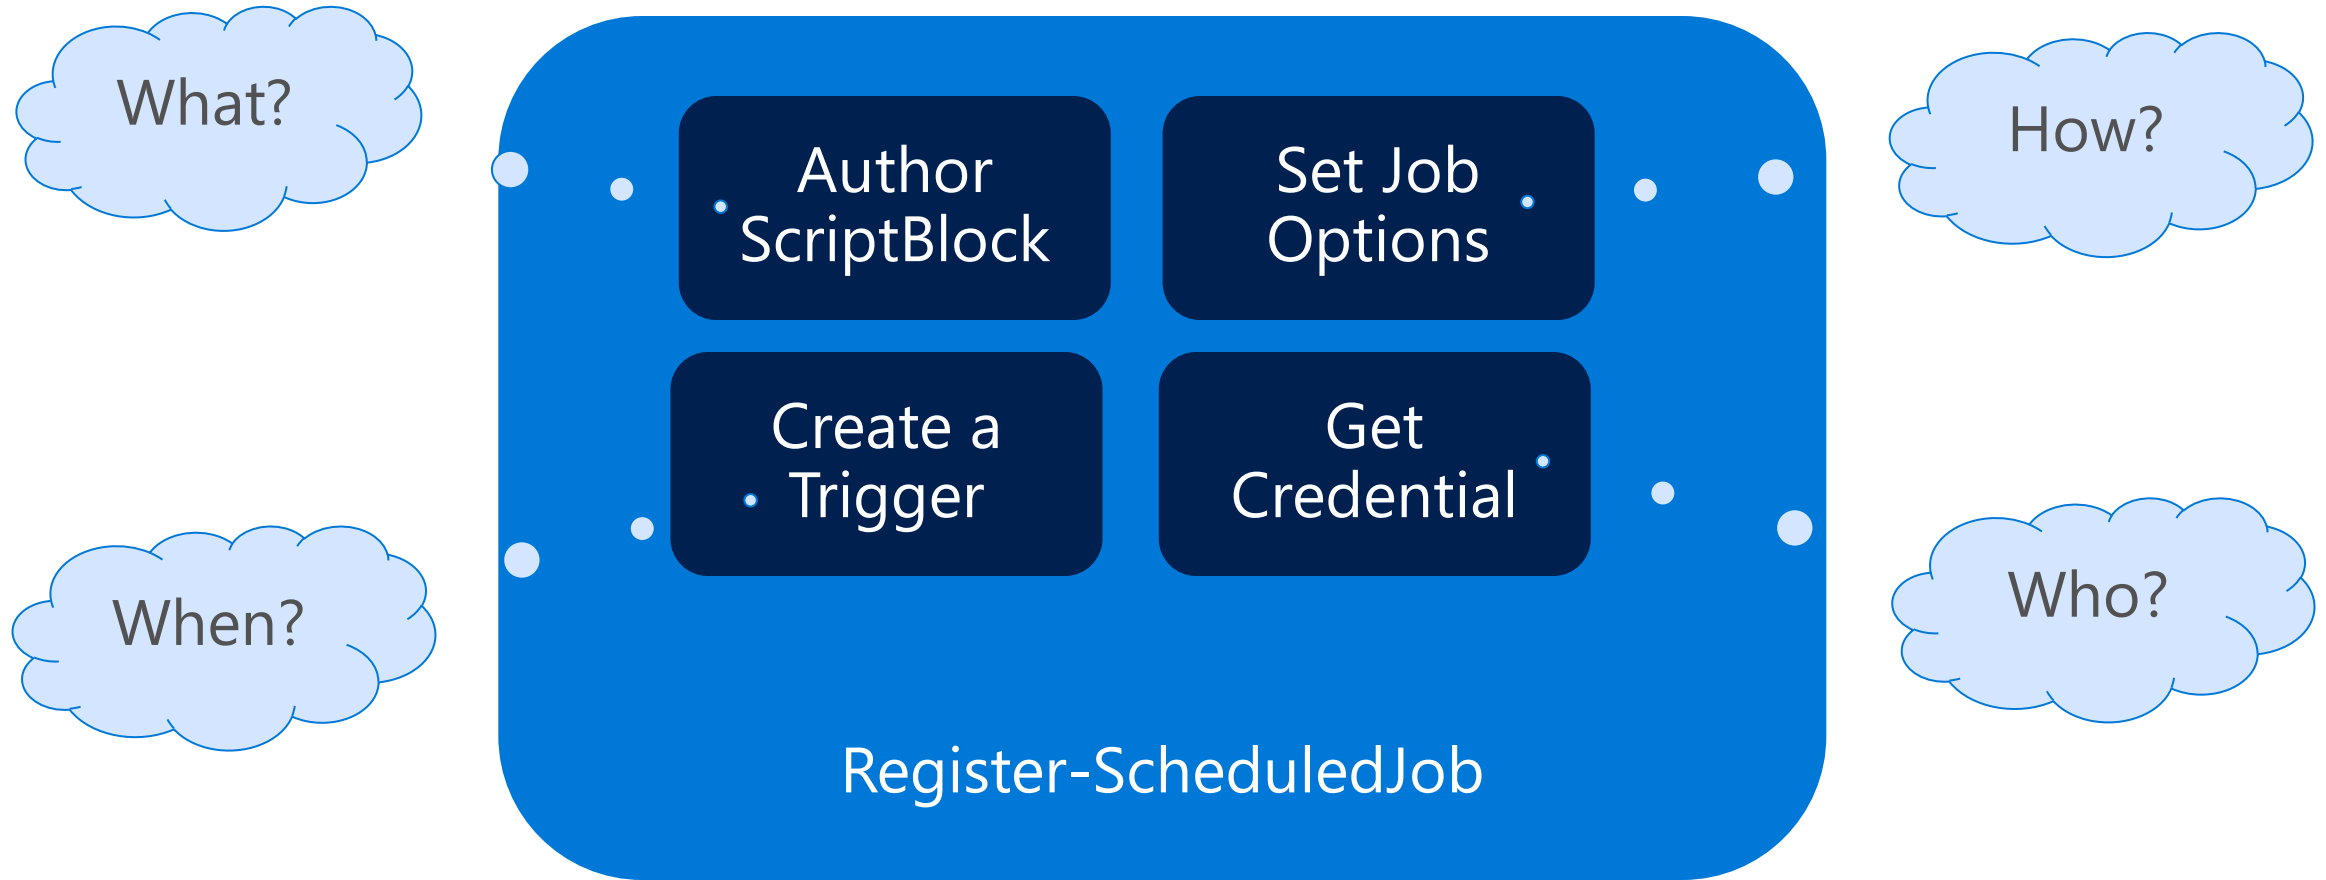 What?
Author
ScriptBlock
Set Job
Options
How?
When?
Create a
Trigger
Get
Credential
Who?
Register-ScheduledJob